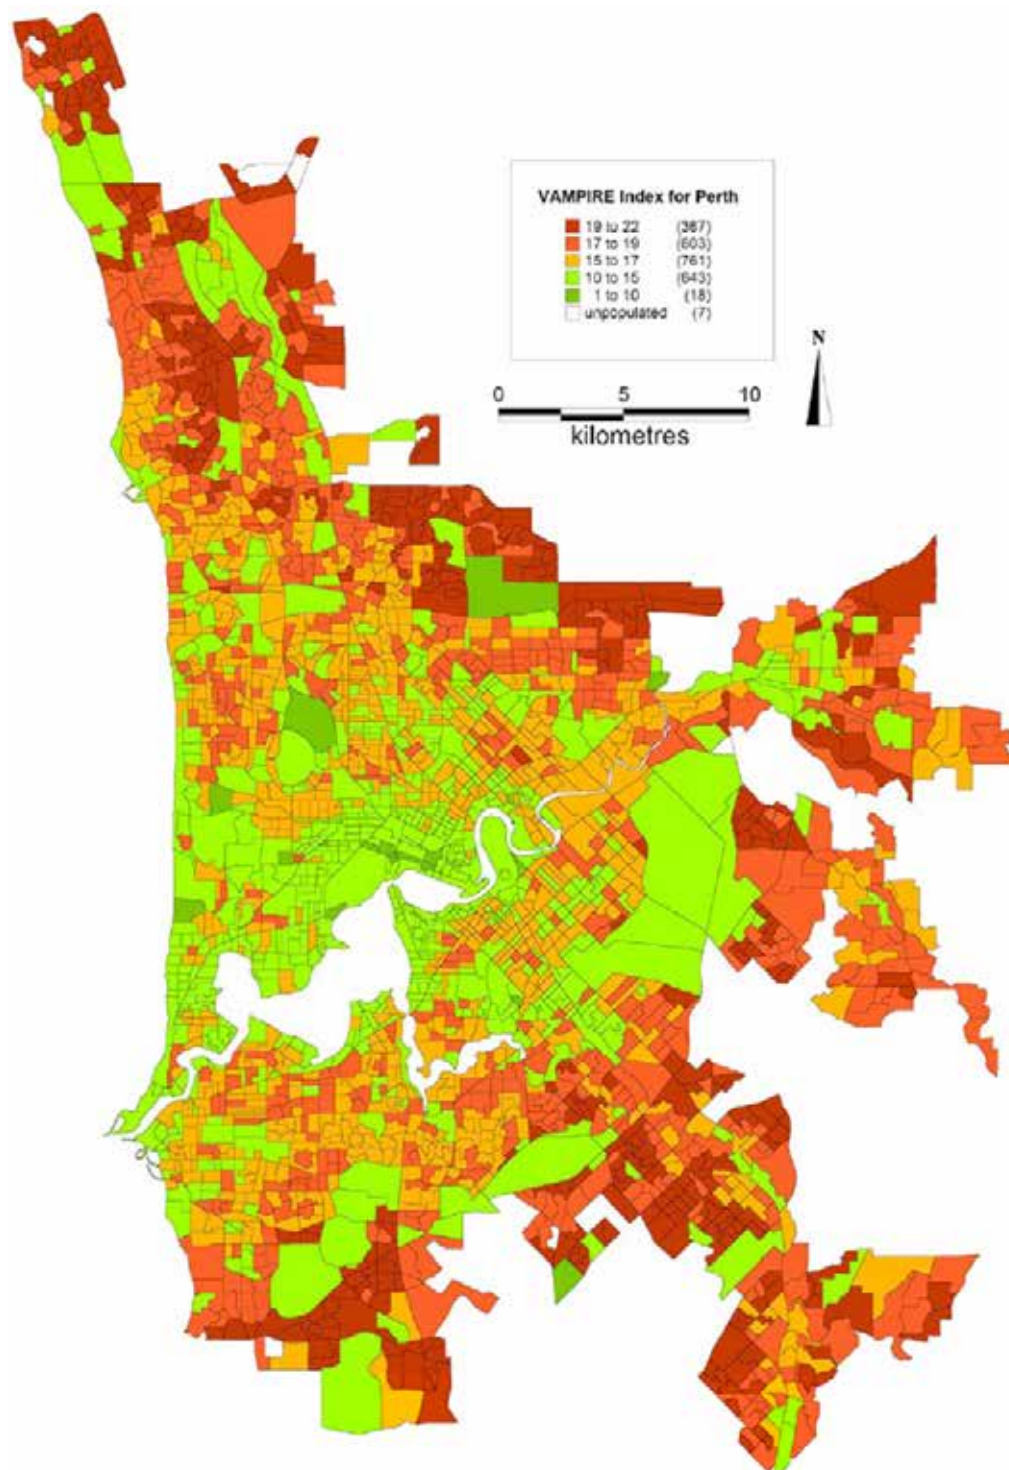 VAMPIRE Index for Perth
19 to 22 (367)
17 to 19 (603)
15 to 17 (761)
10 to 15 (643)
1 to 10 (18)
unpopulated (7)
N
0 5 10
kilometres